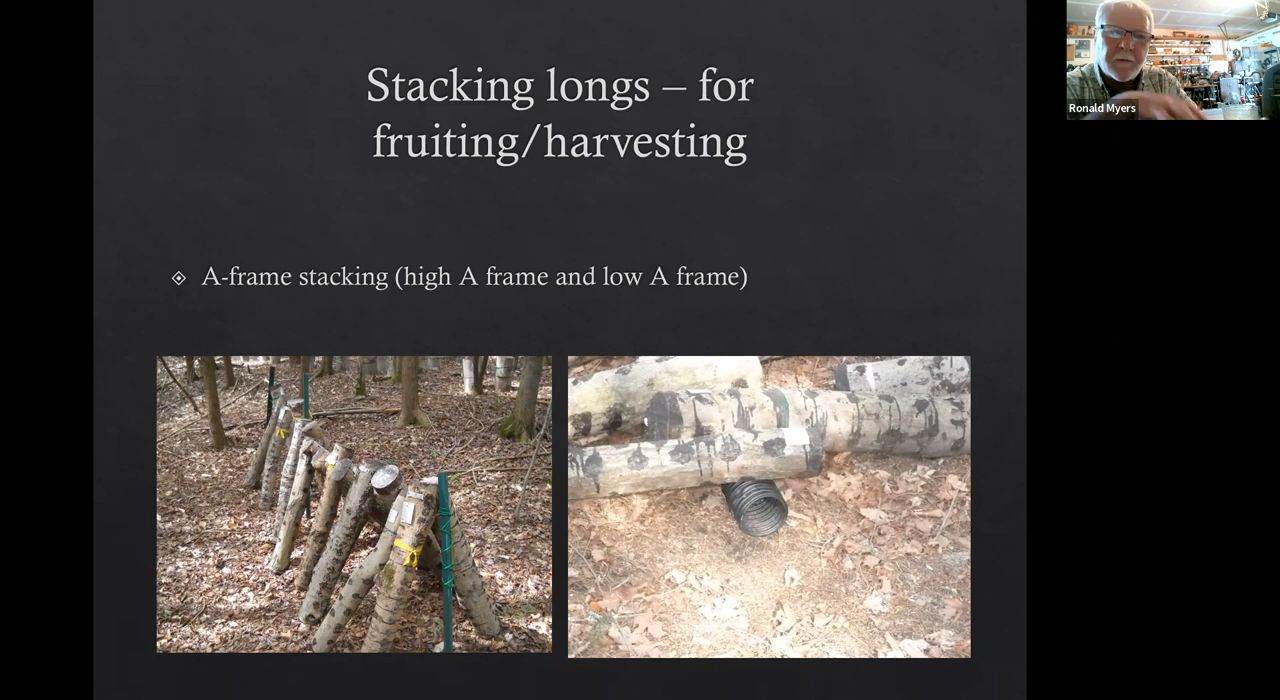 Stacking longs – for
fruiting/harvesting
A-frame stacking (high A frame and low A frame)
Ronald Myers